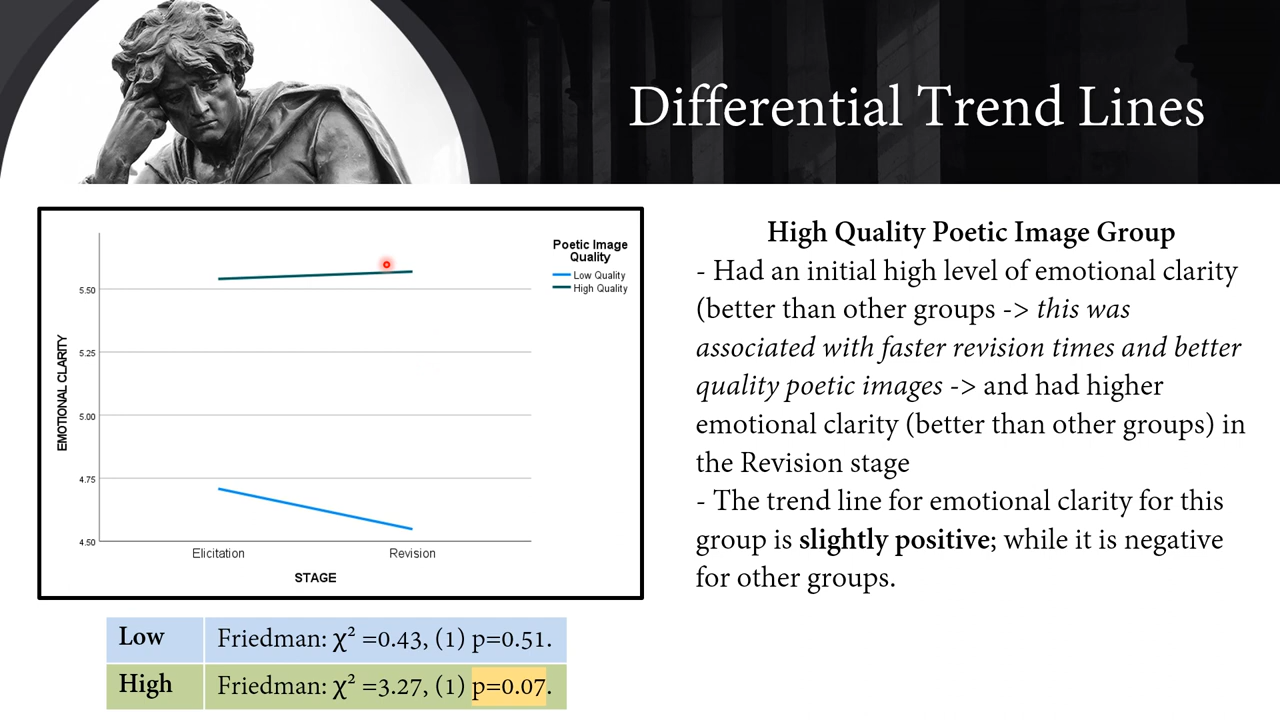 Differential Trend Lines
Poetic Image
Quality
Low Quality
High Quality
5.50
5.25
5.00
4.75
4.50
EMOTIONAL CLARITY
Elicitation
Revision
STAGE
Low
Friedman: χ² =0.43, (1) p=0.51.
High
Friedman: χ² =3.27, (1) p=0.07.
High Quality Poetic Image Group
- Had an initial high level of emotional clarity
(better than other groups -> this was
associated with faster revision times and better
quality poetic images -> and had higher
emotional clarity (better than other groups) in
the Revision stage
- The trend line for emotional clarity for this
group is slightly positive; while it is negative
for other groups.